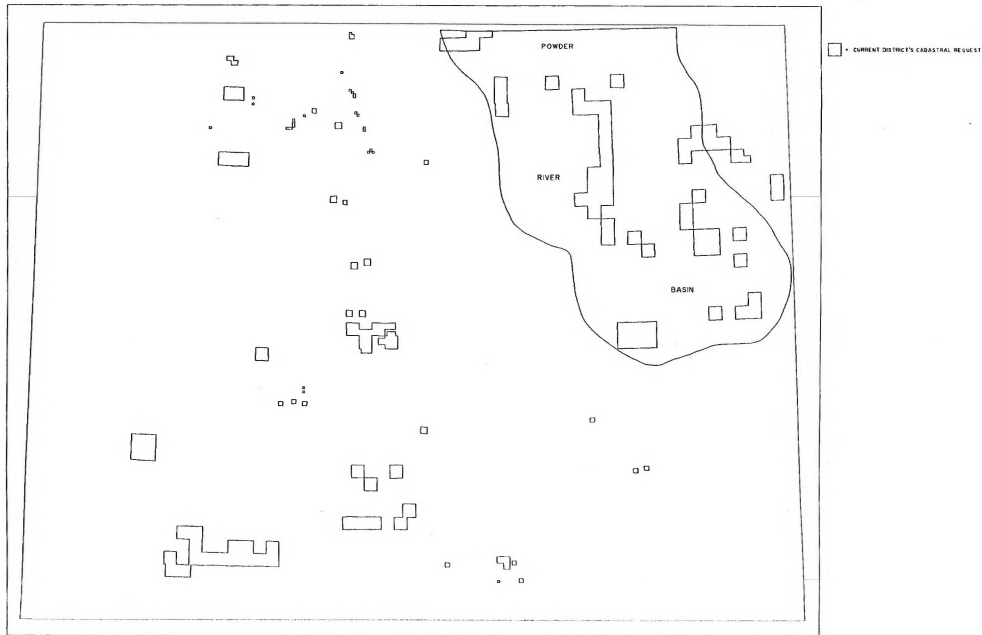 POWDER
RIVER
BASIN
= CURRENT DISTRICT'S CADASTRAL REQUEST